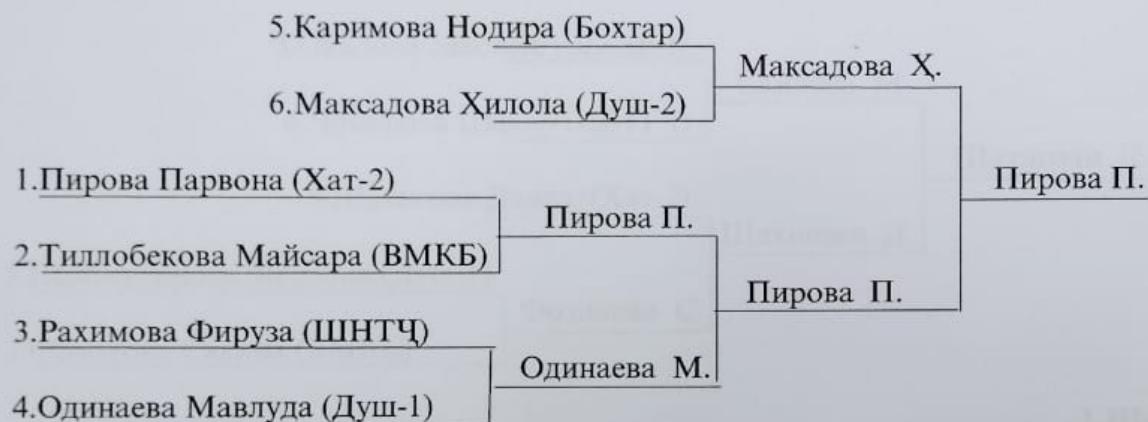 5.Каримова Нодира (Бохтар)
Максадова Ҳ.
6.Максадова Ҳилола (Душ-2)
1.Пирова Парвона (Хат-2)
Пирова П.
Пирова П.
2.Тиллобекова Майсара (ВМКБ)
Пирова П.
3.Рахимова Фируза (ШНТҶ)
Одинаева М.
4.Одинаева Мавлуда (Душ-1)